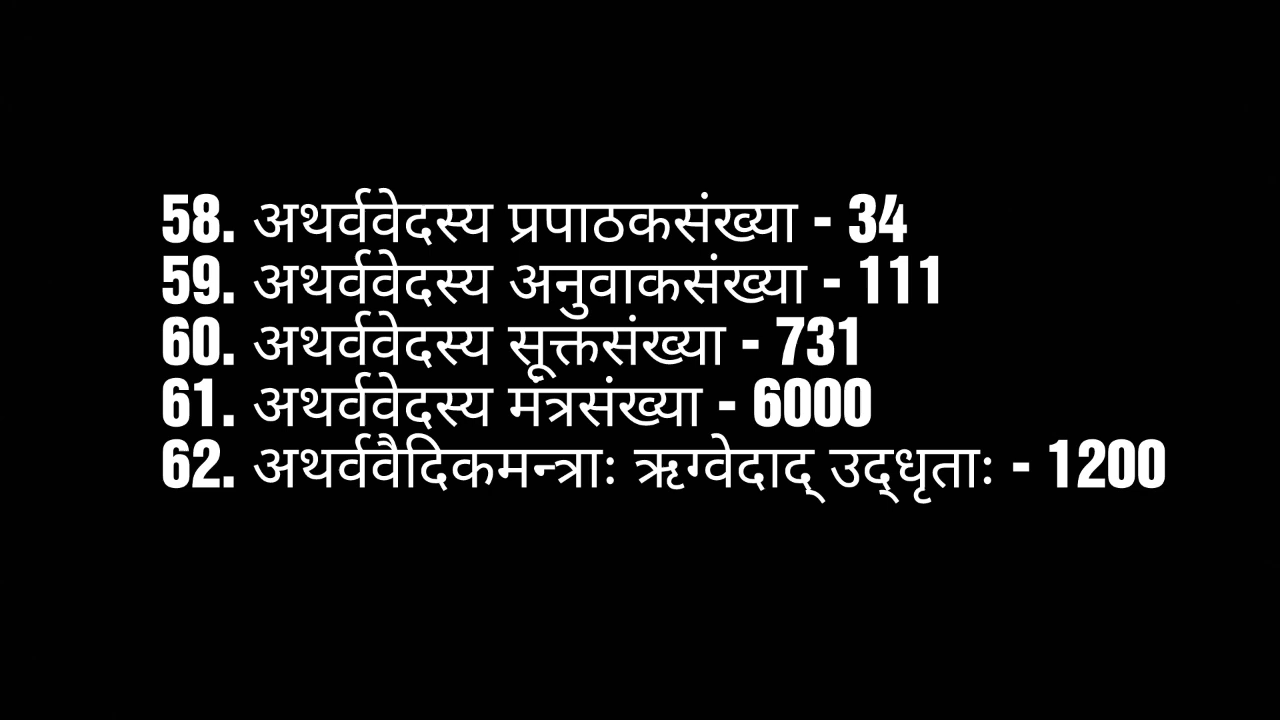 58. अथर्ववेदस्य प्रपाठकसंख्या - 34
59. अथर्ववेदस्य अनुवाकसंख्या - 111
60. अथर्ववेदस्य सूक्तसंख्या - 731
61. अथर्ववेदस्य मंत्रसंख्या - 6000
62. अथर्ववैदिकमन्त्राः ऋग्वेदाद् उद्धृताः - 1200